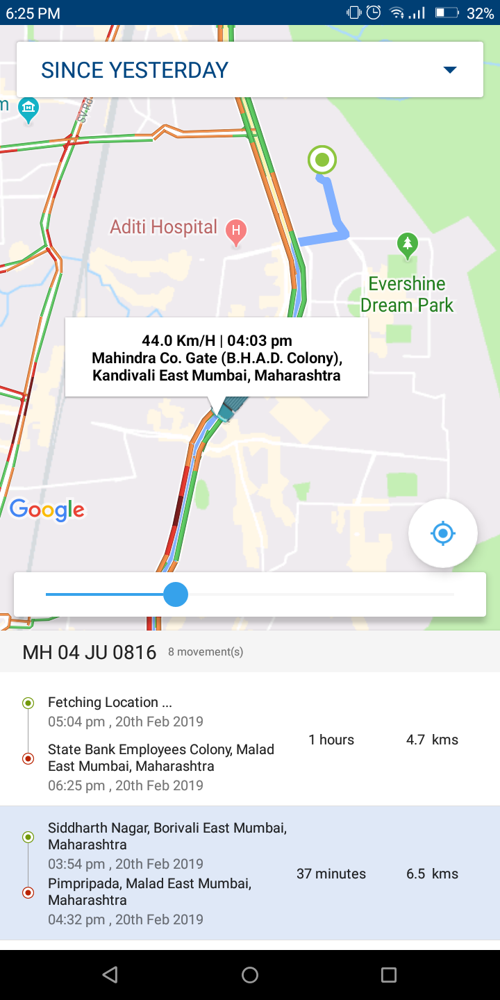 6:25 PM
32%
SINCE YESTERDAY
m
SV Rd
Aditi Hospital
H
Evershine
Dream Park
44.0 Km/H | 04:03 pm
Mahindra Co. Gate (B.H.A.D. Colony),
Kandivali East Mumbai, Maharashtra
Google
MH 04 JU 0816 8 movement(s)
Fetching Location ...
05:04 pm , 20th Feb 2019
1 hours 4.7 kms
State Bank Employees Colony, Malad
East Mumbai, Maharashtra
06:25 pm , 20th Feb 2019
Siddharth Nagar, Borivali East Mumbai,
Maharashtra
03:54 pm , 20th Feb 2019
37 minutes 6.5 kms
Pimpripada, Malad East Mumbai,
Maharashtra
04:32 pm , 20th Feb 2019